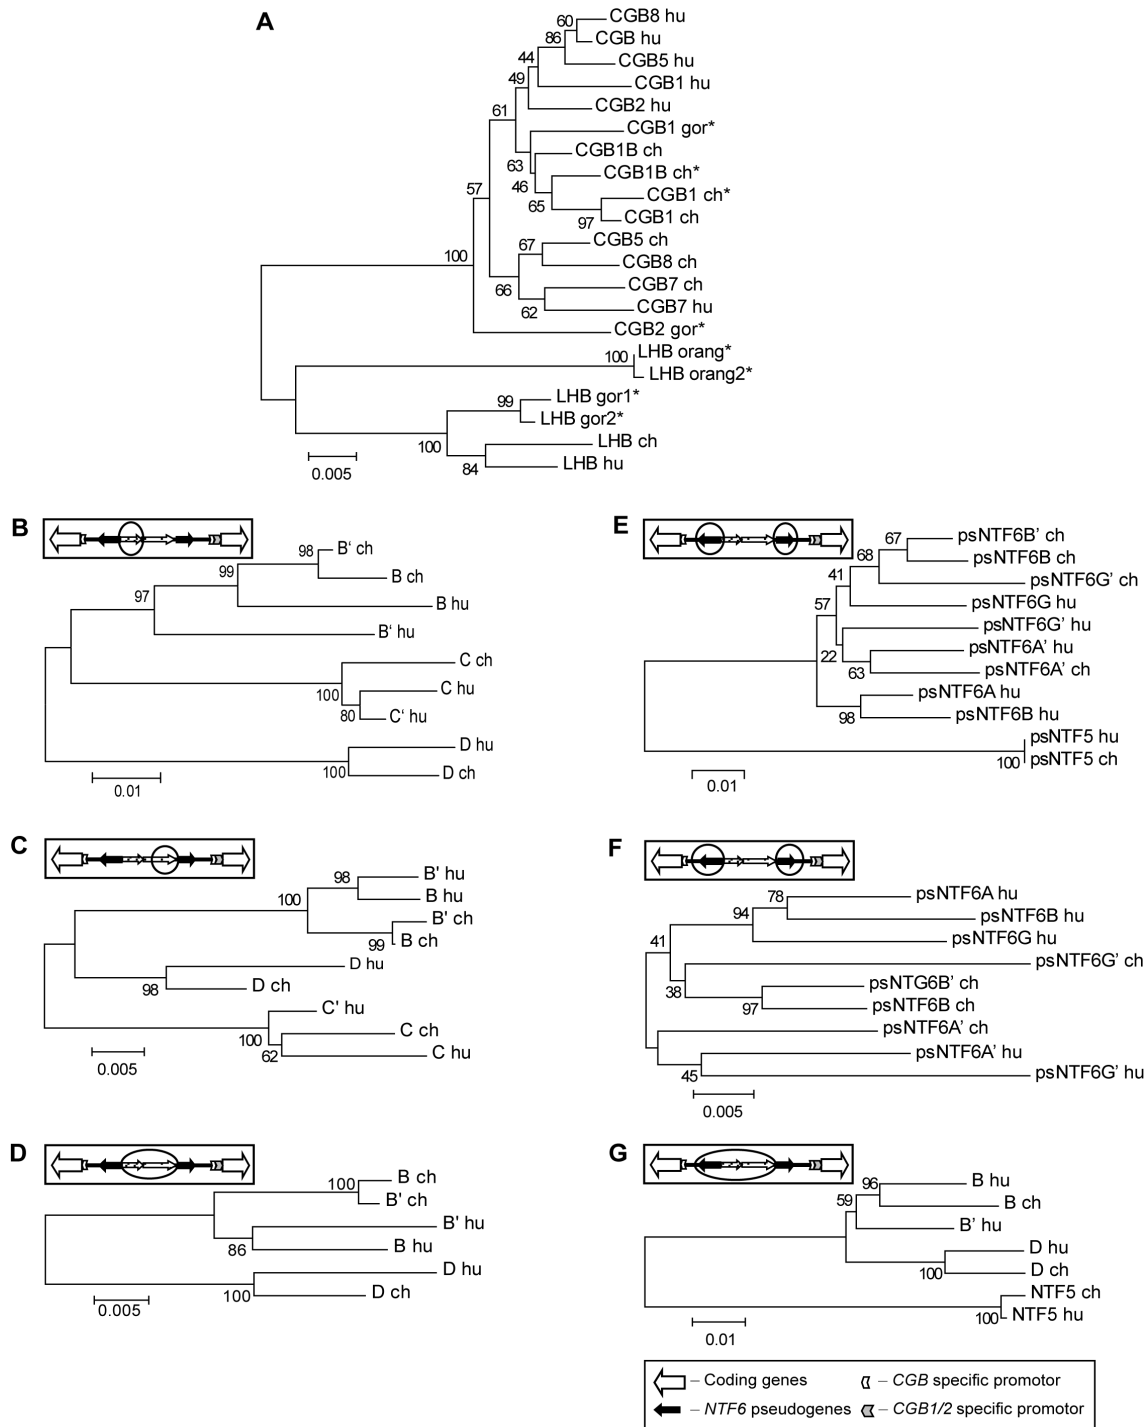 A
60
CGB8 hu
86
CGB hu
44
CGB5 hu
49
CGB1 hu
61
CGB2 hu
CGB1 gor*
63
CGB1B ch
46
CGB1B ch*
57
65
CGB1 ch*
97
CGB1 ch
67
CGB5 ch
100
CGB8 ch
66
CGB7 ch
62
CGB7 hu
CGB2 gor*
100
LHB orang*
LHB orang2*
99
LHB gor1*
LHB gor2*
100
LHB ch
84
LHB hu
0.005
B
98
B‘ ch
99
B ch
97
B hu
B‘ hu
C ch
100
C hu
80
C‘ hu
D hu
100
D ch
0.01
E
67
psNTF6B’ ch
68
psNTF6B ch
41
psNTF6G’ ch
57
psNTF6G hu
psNTF6G’ hu
22
psNTF6A’ hu
63
psNTF6A’ ch
psNTF6A hu
98
psNTF6B hu
psNTF5 hu
100
psNTF5 ch
0.01
C
98
B' hu
100
B hu
B' ch
99
B ch
D hu
98
D ch
C' hu
100
C ch
62
C hu
0.005
F
78
psNTF6A hu
94
psNTF6B hu
41
psNTF6G hu
psNTF6G’ ch
38
psNTG6B’ ch
97
psNTF6B ch
psNTF6A’ ch
psNTF6A’ hu
45
psNTF6G’ hu
0.005
D
100
B ch
B' ch
B' hu
86
B hu
D hu
100
D ch
0.005
G
96
B hu
59
B ch
B’ hu
D hu
100
D ch
NTF5 ch
100
NTF5 hu
0.01
– Coding genes
– CGB specific promotor
– NTF6 pseudogenes
– CGB1/2 specific promotor